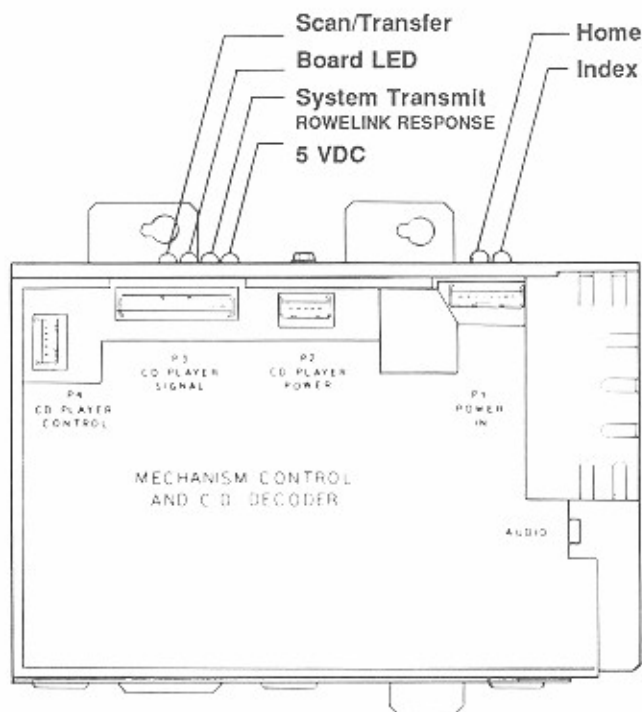 Scan/Transfer
Board LED
System Transmit
ROWELINK RESPONSE
5 VDC
Home
Index
P4
CD PLAYER
CONTROL
P3
CD PLAYER
SIGNAL
P2
CD PLAYER
POWER
P1
POWER
IN
MECHANISM CONTROL
AND C.D. DECODER
AUDIO